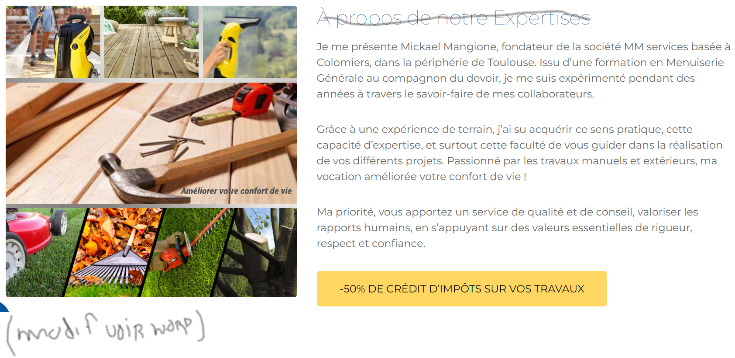 À propos de notre Expertises
Je me présente Mickael Mangione, fondateur de la société MM services basée à
Colomiers, dans la périphérie de Toulouse. Issu d'une formation en Menuiserie
Générale au compagnon du devoir, je me suis expérimenté pendant des
années à travers le savoir-faire de mes collaborateurs.
Grâce à une expérience de terrain, j'ai su acquérir ce sens pratique, cette
capacité d'expertise, et surtout cette faculté de vous guider dans la réalisation
de vos différents projets. Passionné par les travaux manuels et extérieurs, ma
vocation améliorée votre confort de vie !
Ma priorité, vous apportez un service de qualité et de conseil, valoriser les
rapports humains, en s'appuyant sur des valeurs essentielles de rigueur,
respect et confiance.
-50% DE CRÉDIT D'IMPÔTS SUR VOS TRAVAUX
Améliorer votre confort de vie
(modif voir word)